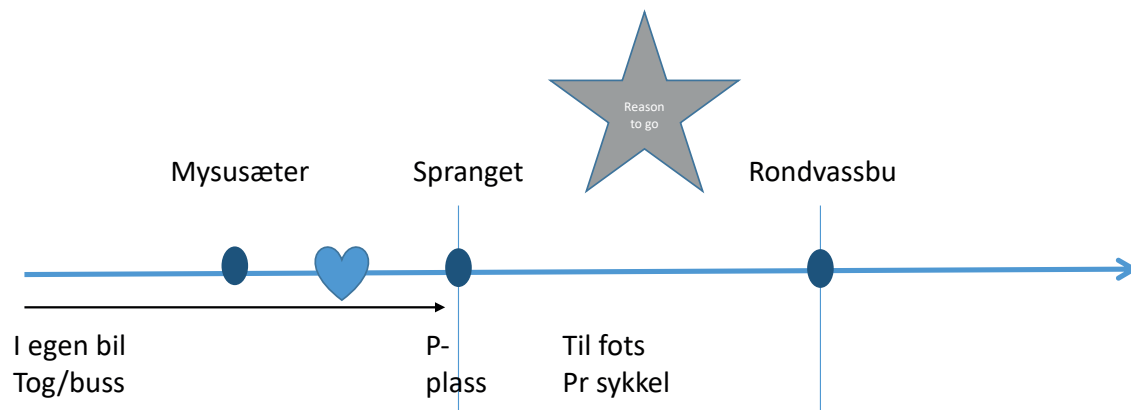 Reason
to go
Mysusæter
Spranget
Rondvassbu
I egen bil
Tog/buss
P-
plass
Til fots
Pr sykkel